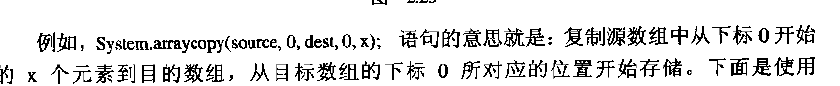 图 2.23
例如，System.arraycopy(source, 0, dest, 0, x); 语句的意思就是：复制源数组中从下标 0 开始
的 x 个元素到目的数组，从目标数组的下标 0 所对应的位置开始存储。下面是使用